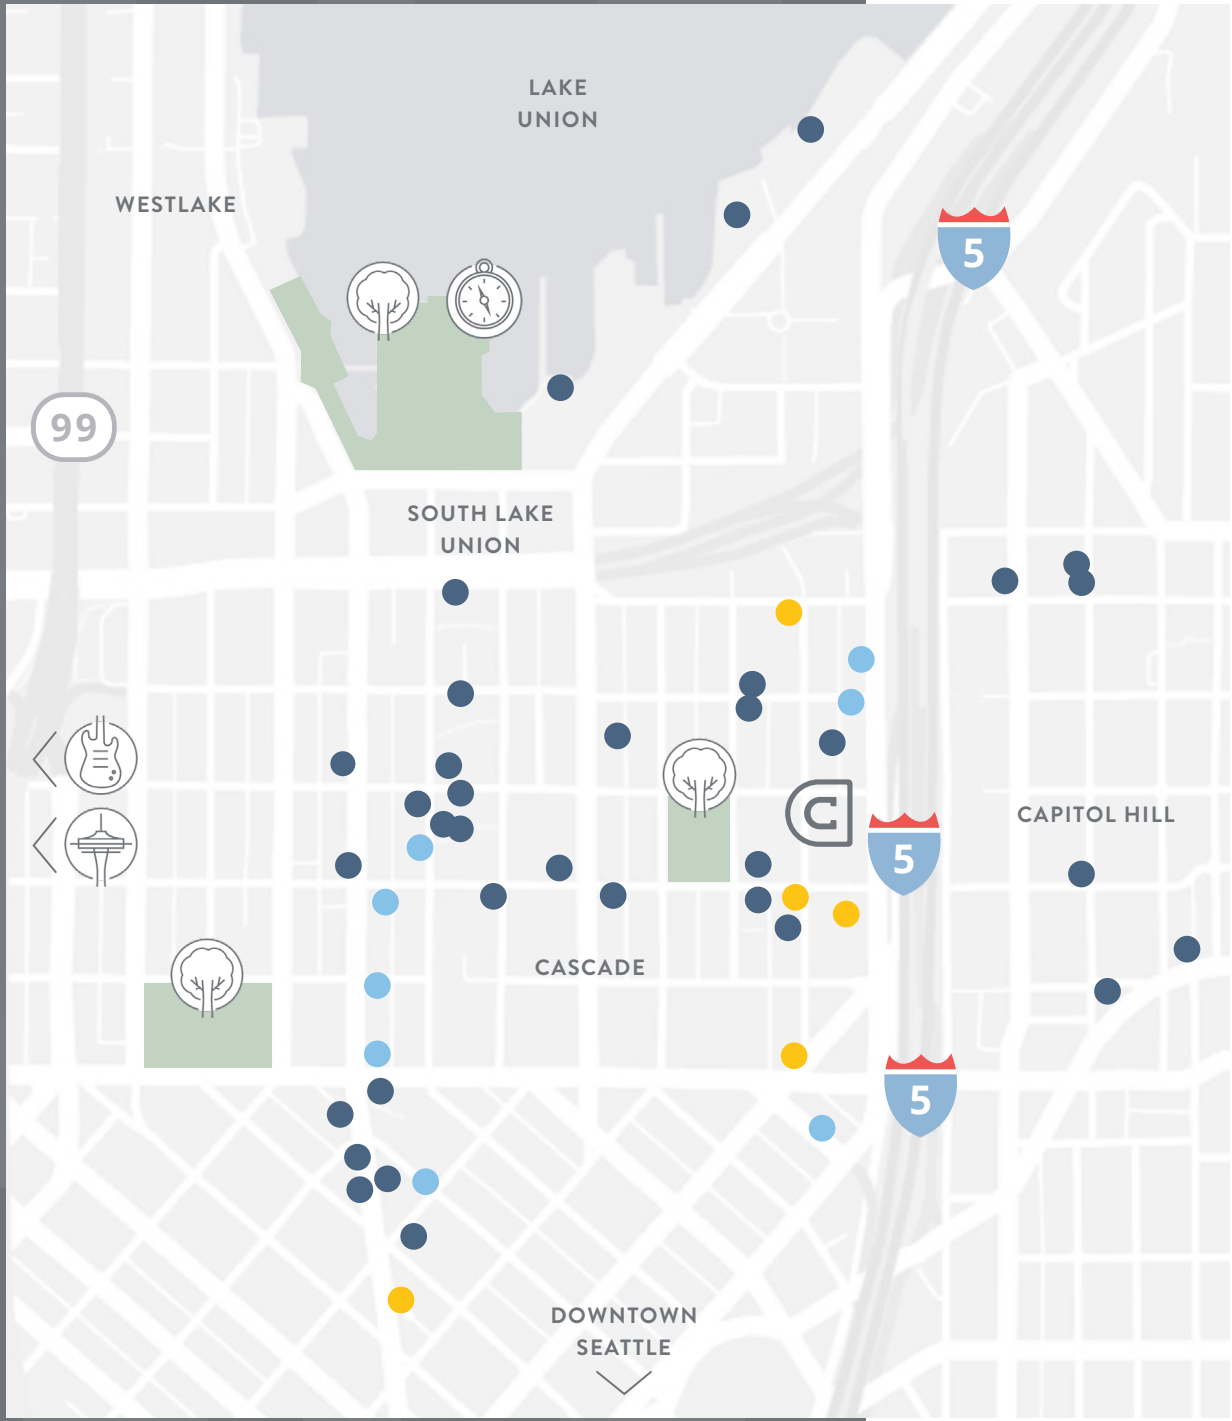 LAKE
UNION
WESTLAKE
5
99
SOUTH LAKE
UNION
CAPITOL HILL
5
CASCADE
5
DOWNTOWN
SEATTLE